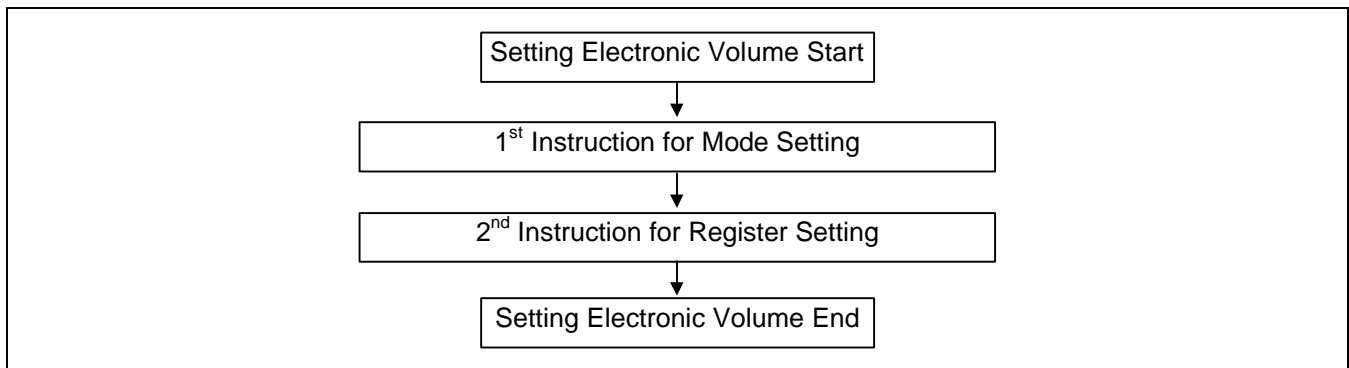 Setting Electronic Volume Start
1st Instruction for Mode Setting
2nd Instruction for Register Setting
Setting Electronic Volume End